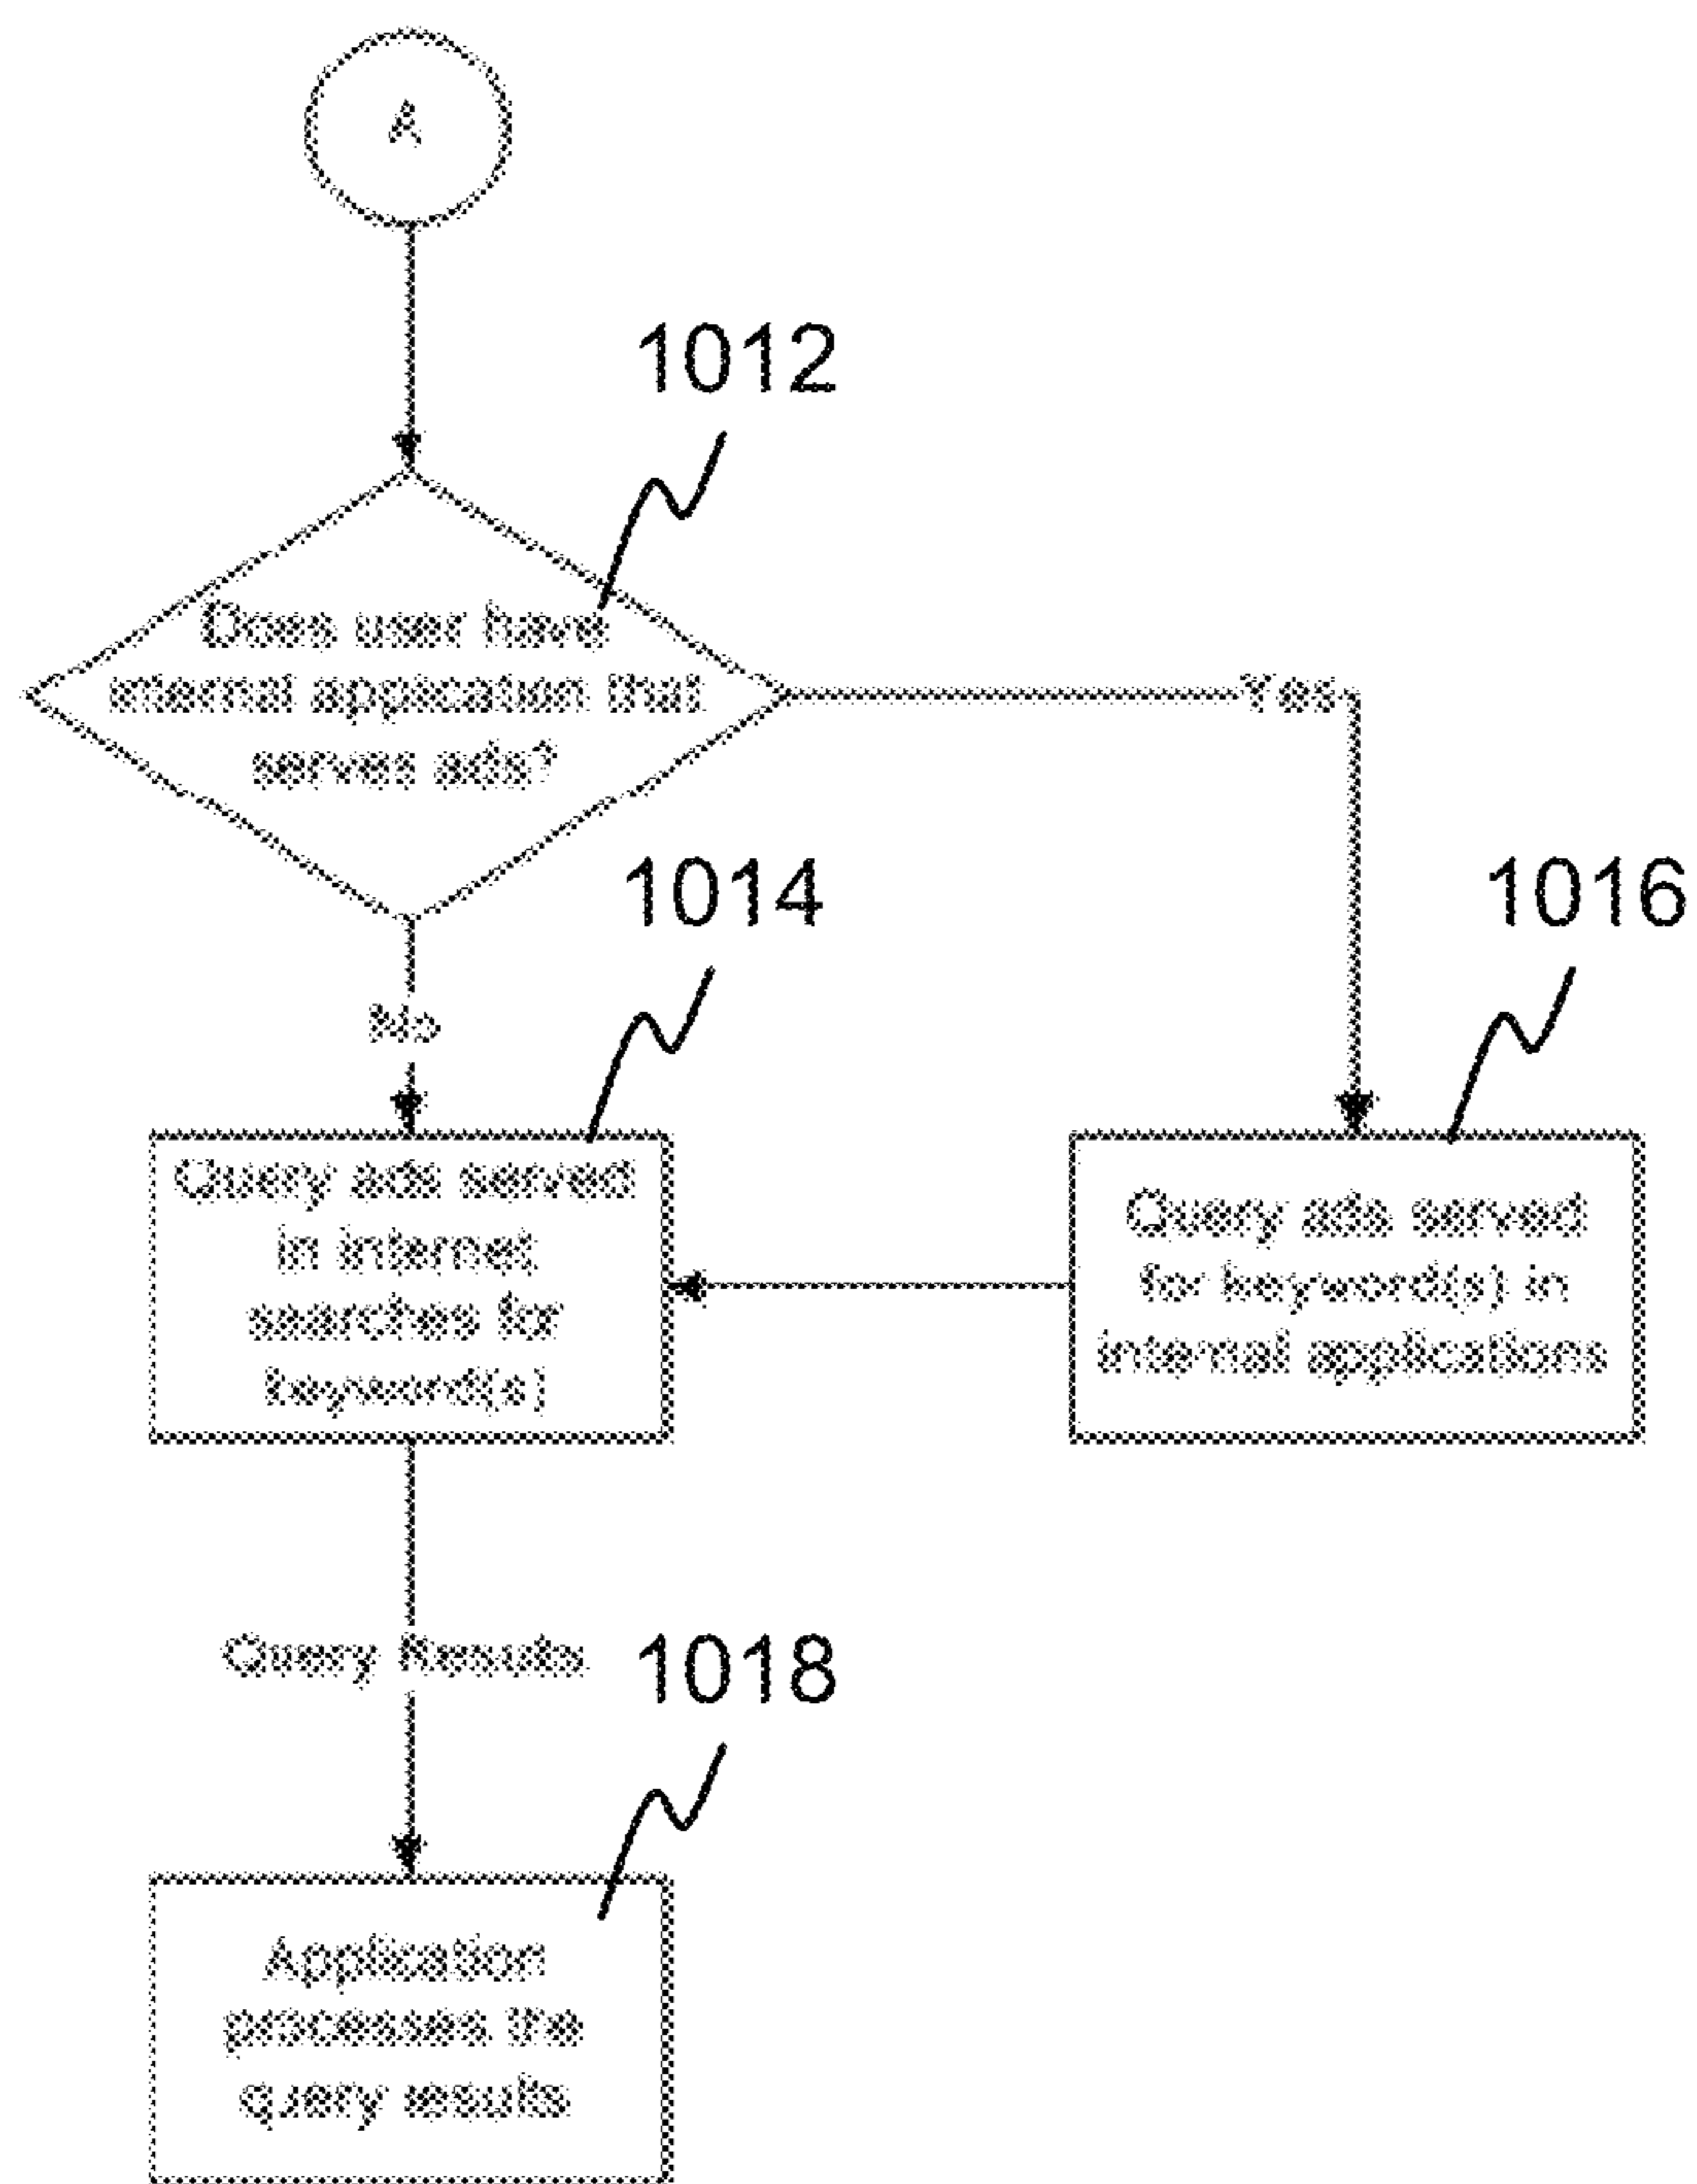 A
1012
Does user have
internal application that
serves ads?
Yes
No
1014
1016
Query ads served
in internet
searches for
keyword(s)
Query ads served
for keyword(s) in
internal applications
Query Results
1018
Application
processes the
query results